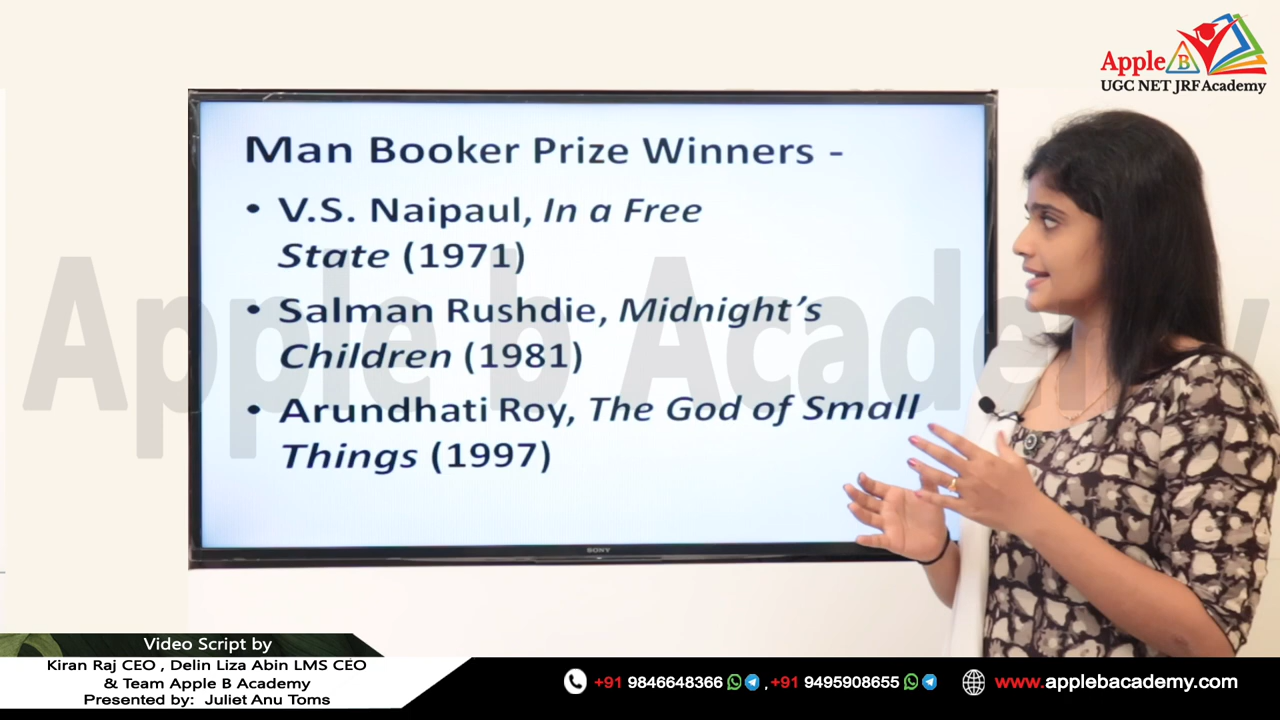 Apple B
UGC NET JRF Academy
Man Booker Prize Winners -
• V.S. Naipaul, In a Free
State (1971)
• Salman Rushdie, Midnight's
Children (1981)
• Arundhati Roy, The God of Small
Things (1997)
Apple b Academy
SONY
Video Script by
Kiran Raj CEO , Delin Liza Abin LMS CEO
& Team Apple B Academy
Presented by: Juliet Anu Toms
+91 9846648366 , +91 9495908655 www.applebacademy.com